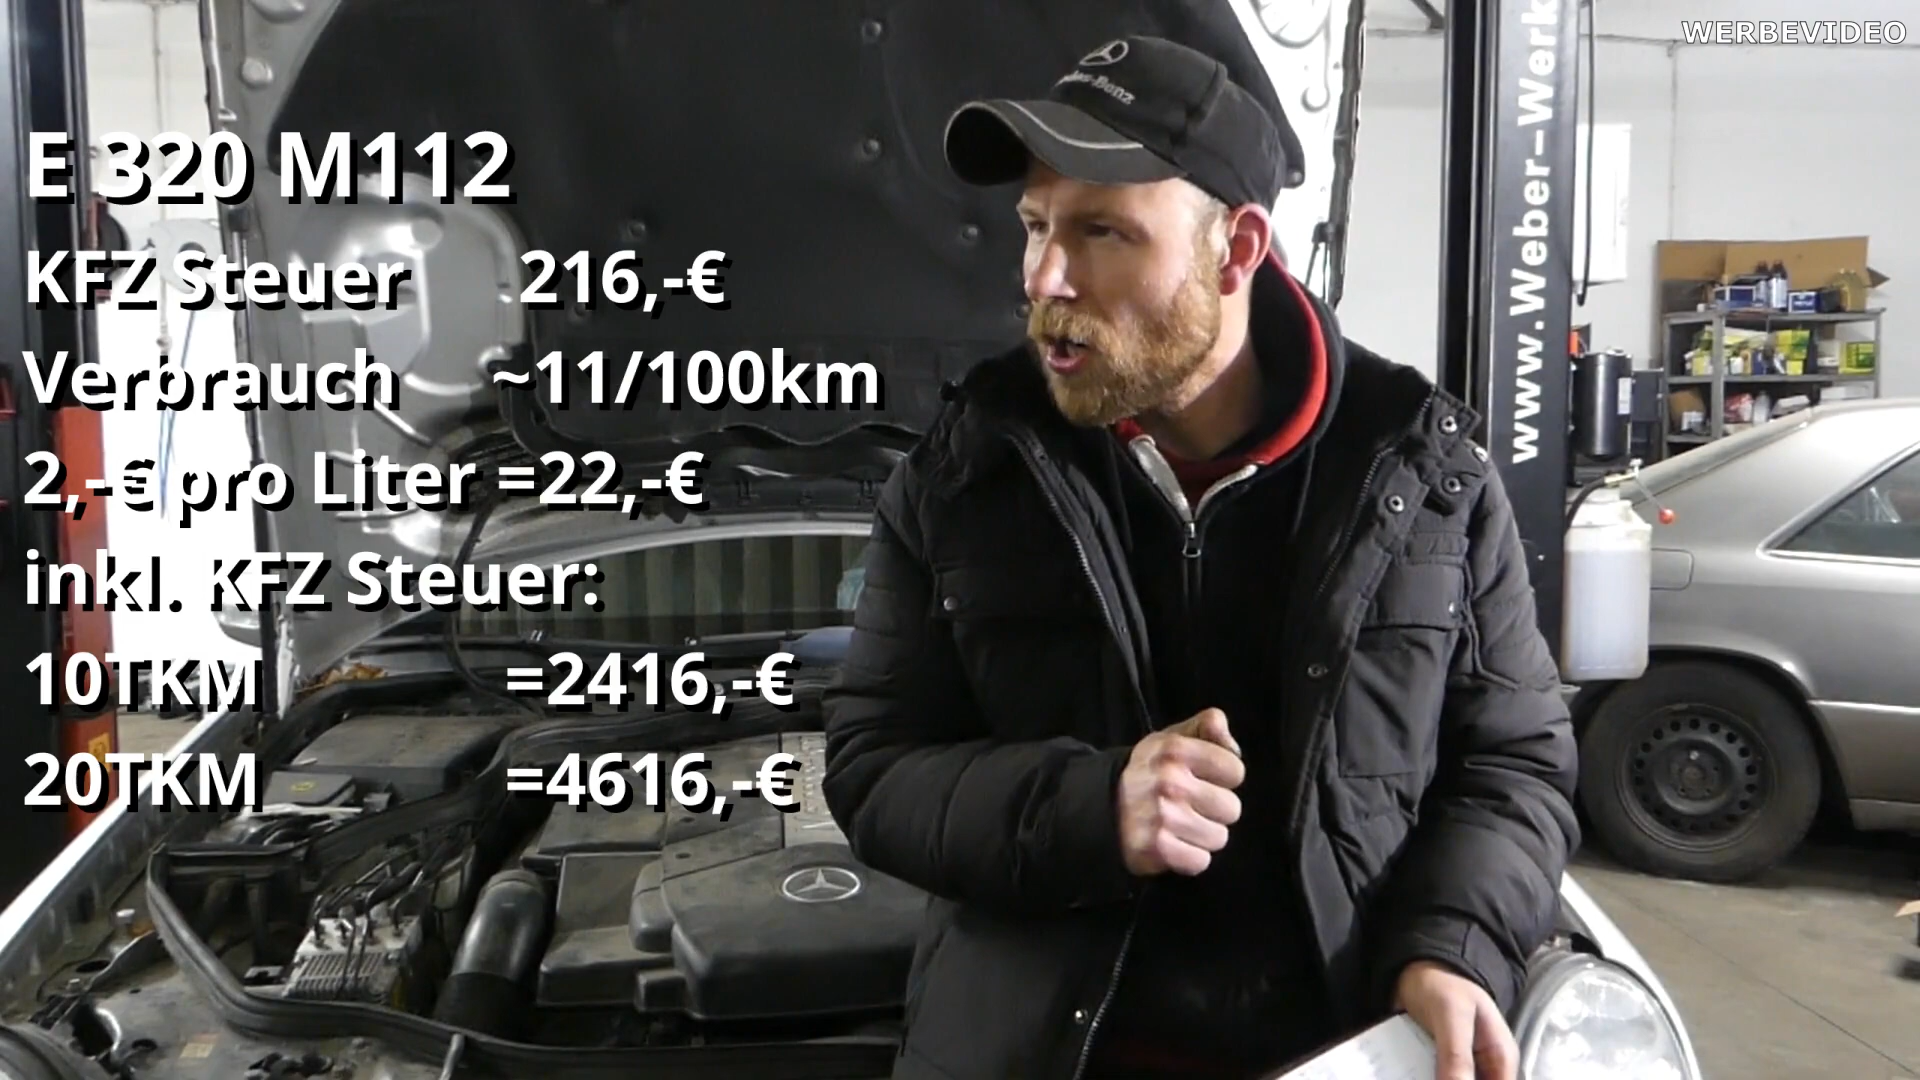 WERBEVIDEO
E 320 M112
KFZ Steuer 216,-€
Verbrauch ~11/100km
2,-€ pro Liter =22,-€
inkl. KFZ Steuer:
10TKM =2416,-€
20TKM =4616,-€
www.Weber-Werk